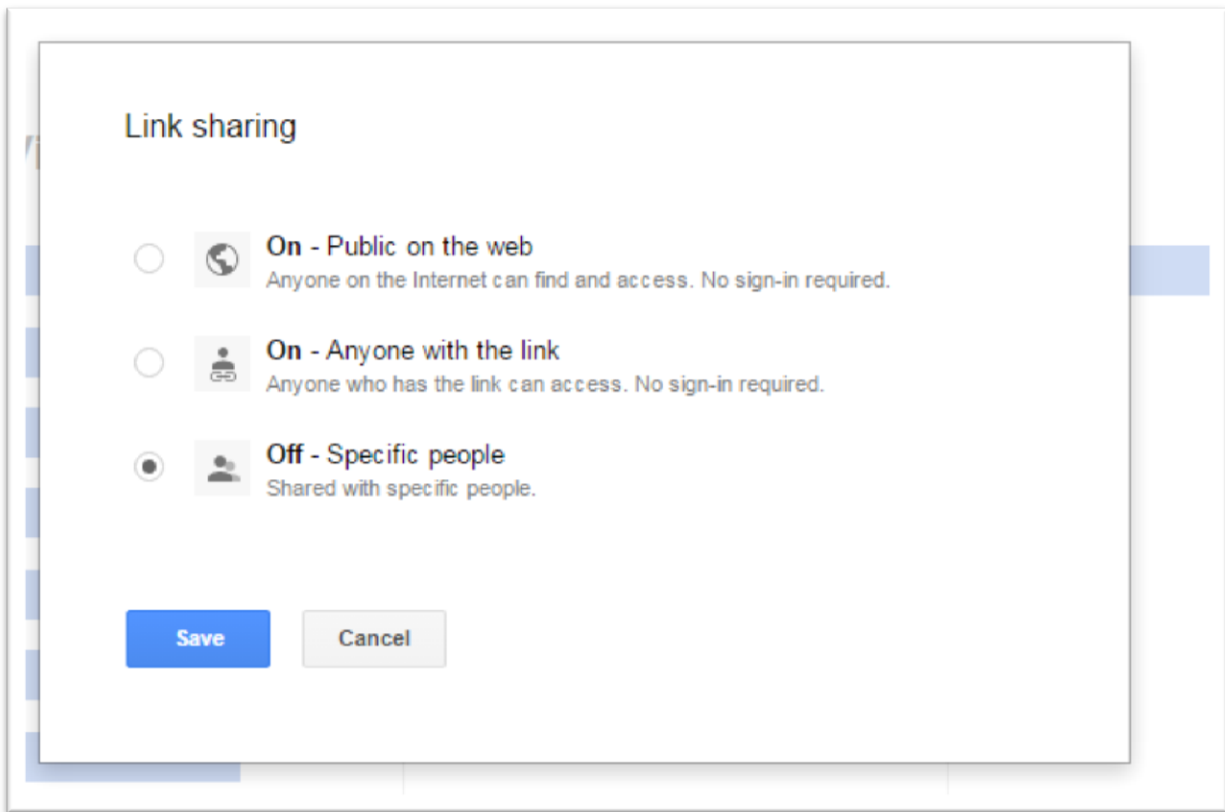 Link sharing
On - Public on the web
Anyone on the Internet can find and access. No sign-in required.
On - Anyone with the link
Anyone who has the link can access. No sign-in required.
Off - Specific people
Shared with specific people.
Save
Cancel